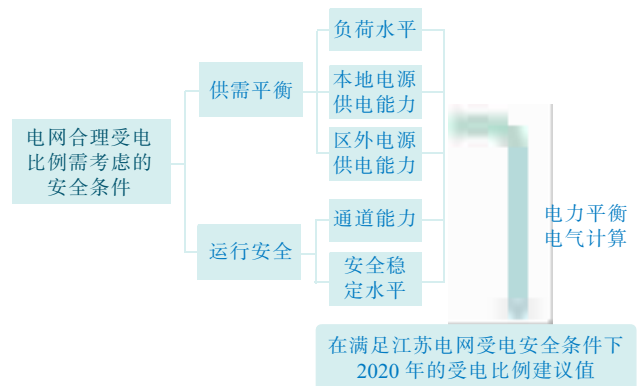 电网合理受电
比例需考虑的
安全条件
供需平衡
负荷水平
本地电源
供电能力
区外电源
供电能力
运行安全
通道能力
安全稳
定水平
电力平衡
电气计算
在满足江苏电网受电安全条件下
2020 年的受电比例建议值